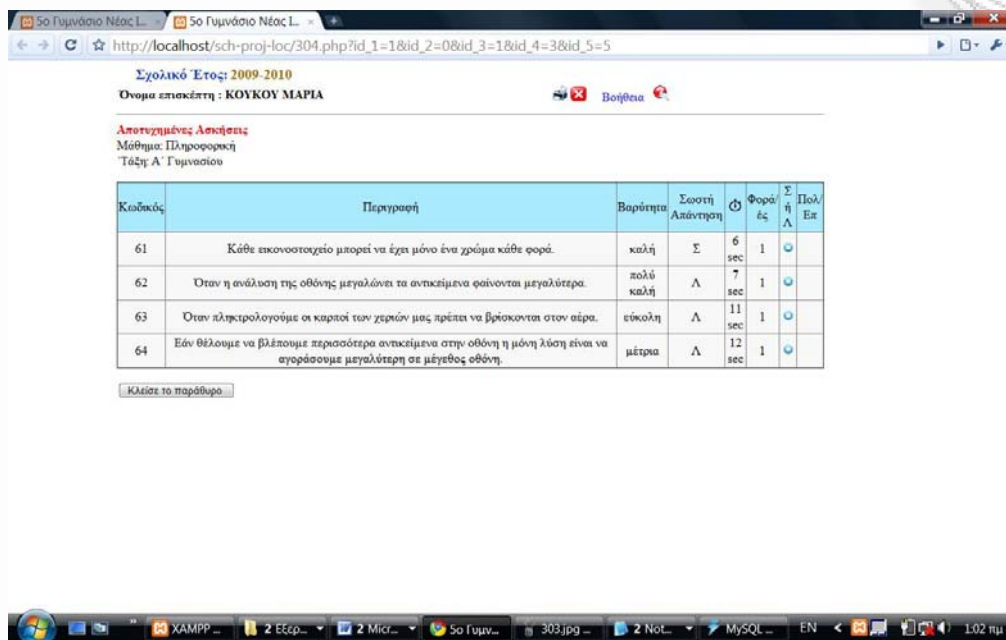 5ο Γυμνάσιο Νέας Ι...
5ο Γυμνάσιο Νέας Ι...
http://localhost/sch-proj-loc/304.php?id_1=1&id_2=0&id_3=1&id_4=3&id_5=5
Σχολικό Έτος: 2009-2010
Όνομα επισκέπτη : ΚΟΥΚΟΥ ΜΑΡΙΑ
Βοήθεια
Αποτυχημένες Ασκήσεις
Μάθημα: Πληροφορική
Τάξη: Α΄ Γυμνασίου
Κωδικός Περιγραφή Βαρύτητα Σωστή Απάντηση Φορά/ές Σ ή Λ Πολ/Επ
61 Κάθε εικονοστοιχείο μπορεί να έχει μόνο ένα χρώμα κάθε φορά. καλή Σ 6 sec 1
62 Όταν η ανάλυση της οθόνης μεγαλώνει τα αντικείμενα φαίνονται μεγαλύτερα. πολύ καλή Λ 7 sec 1
63 Όταν πληκτρολογούμε οι καρποί των χεριών μας πρέπει να βρίσκονται στον αέρα. εύκολη Λ 11 sec 1
64 Εάν θέλουμε να βλέπουμε περισσότερα αντικείμενα στην οθόνη η μόνη λύση είναι να
αγοράσουμε μεγαλύτερη σε μέγεθος οθόνη. μέτρια Λ 12 sec 1
Κλείσε το παράθυρο
XAMPP ... 2 Εξερ... 2 Micr... 5ο Γυμν... 303.jpg ... 2 Not... MySQL ... EN 1:02 πμ